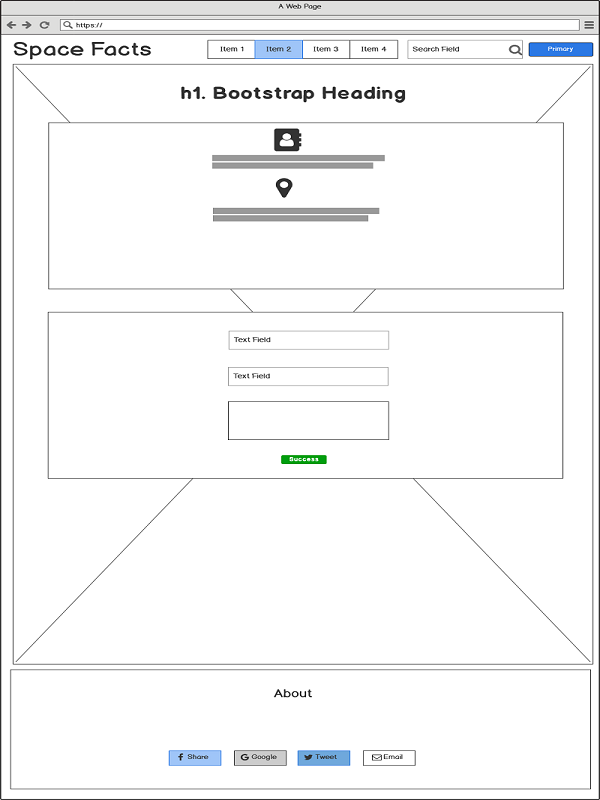 A Web Page
https://
Space Facts
Item 1 Item 2 Item 3 Item 4
Search Field
Primary
h1. Bootstrap Heading
Text Field
Text Field
Success
About
Share Google Tweet Email